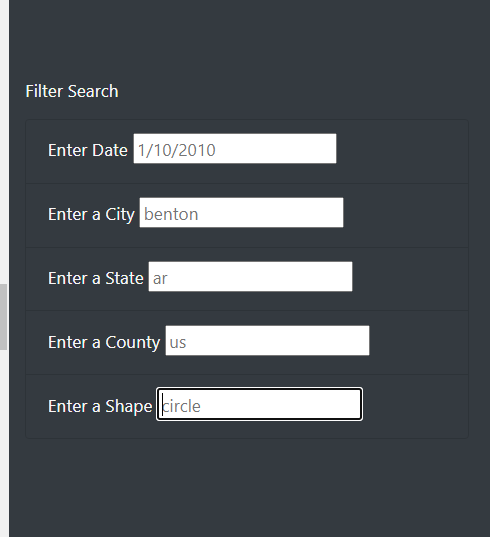 Filter Search
Enter Date 1/10/2010
Enter a City benton
Enter a State ar
Enter a County us
Enter a Shape circle